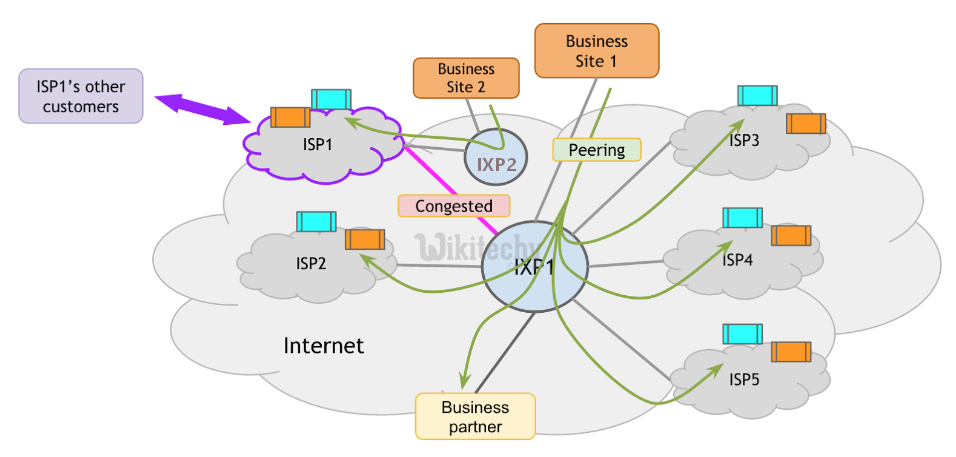 Business
Site 1
Business
Site 2
ISP1's other
customers
ISP1
IXP2
Peering
ISP3
Congested
Wikitechy
IXP1
ISP2
ISP4
Internet
ISP5
Business
partner